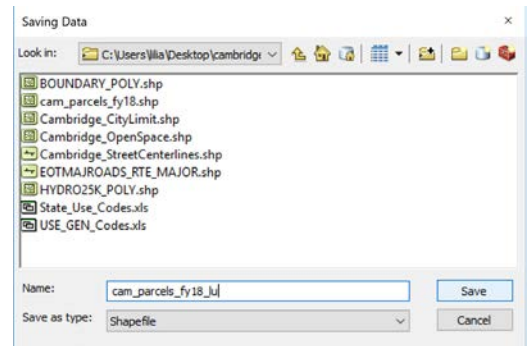 Saving Data
Look in: C:\Users\lilia\Desktop\cambridge
BOUNDARY_POLY.shp
cam_parcels_fy18.shp
Cambridge_CityLimit.shp
Cambridge_OpenSpace.shp
Cambridge_StreetCenterlines.shp
EOTMAJROADS_RTE_MAJOR.shp
HYDRO25K_POLY.shp
State_Use_Codes.xls
USE_GEN_Codes.xls
Name: cam_parcels_fy18_lu Save
Save as type: Shapefile Cancel